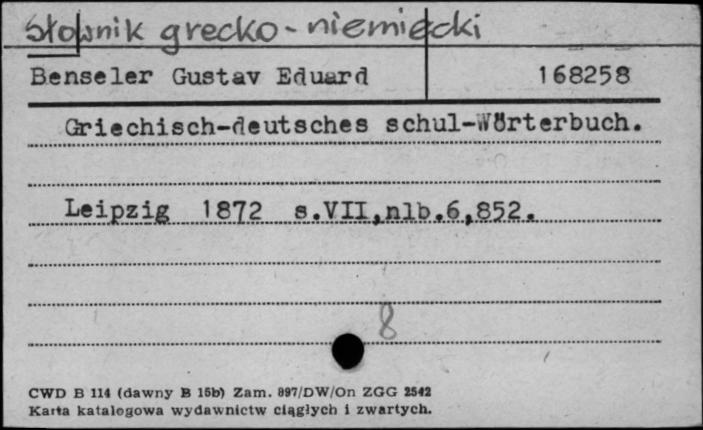 słownik grecko-niemiecki
Benseler Gustav Eduard 168258
Griechisch-deutsches schul-Wörterbuch.
Leipzig 1872 s.VII,nlb.6,852.
8
CWD B 114 (dawny B 15b) Zam. 897/DW/On ZGG 2542
Karta katalogowa wydawnictw ciągłych i zwartych.